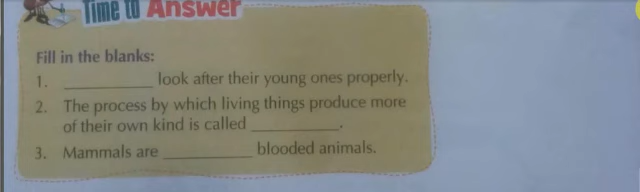 Time to Answer
Fill in the blanks:
1. __________ look after their young ones properly.
2. The process by which living things produce more
of their own kind is called __________.
3. Mammals are __________ blooded animals.